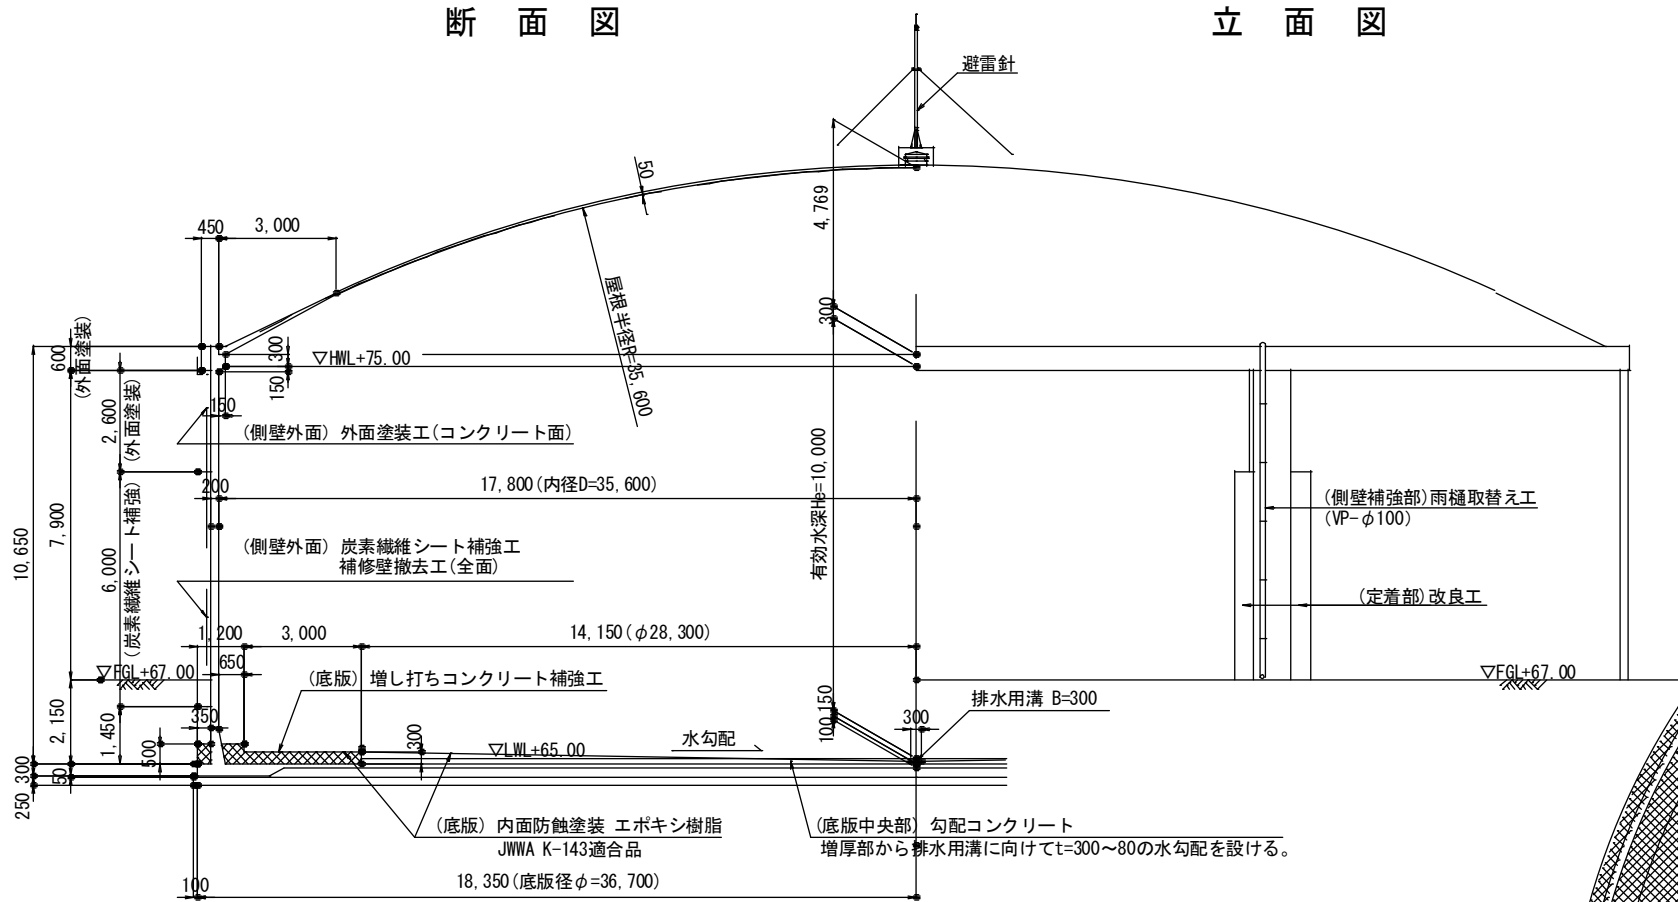 断 面 図
立 面 図
避雷針
50
4,769
450
3,000
屋根半径R=35,600
300
600
(外面塗装)
300
▽HWL+75.00
150
150
2,600
(外面塗装)
(側壁外面) 外面塗装工(コンクリート面)
200
17,800(内径D=35,600)
有効水深He=10,000
(側壁補強部)雨樋取替え工
(VP-φ100)
10,650
7,900
6,000
(炭素繊維シート補強)
(側壁外面) 炭素繊維シート補強工
補修壁撤去工(全面)
(定着部)改良工
1,200
3,000
14,150(φ28,300)
650
▽FGL+67.00
▽FGL+67.00
(底版) 増し打ちコンクリート補強工
排水用溝 B=300
2,150
1,450
350
500
300
▽LWL+65.00
水勾配
150
100
300
300
50
250
(底版) 内面防蝕塗装 エポキシ樹脂
JWWA K-143適合品
(底版中央部) 勾配コンクリート
増厚部から排水用溝に向けてt=300～80の水勾配を設ける。
100
18,350(底版径φ=36,700)